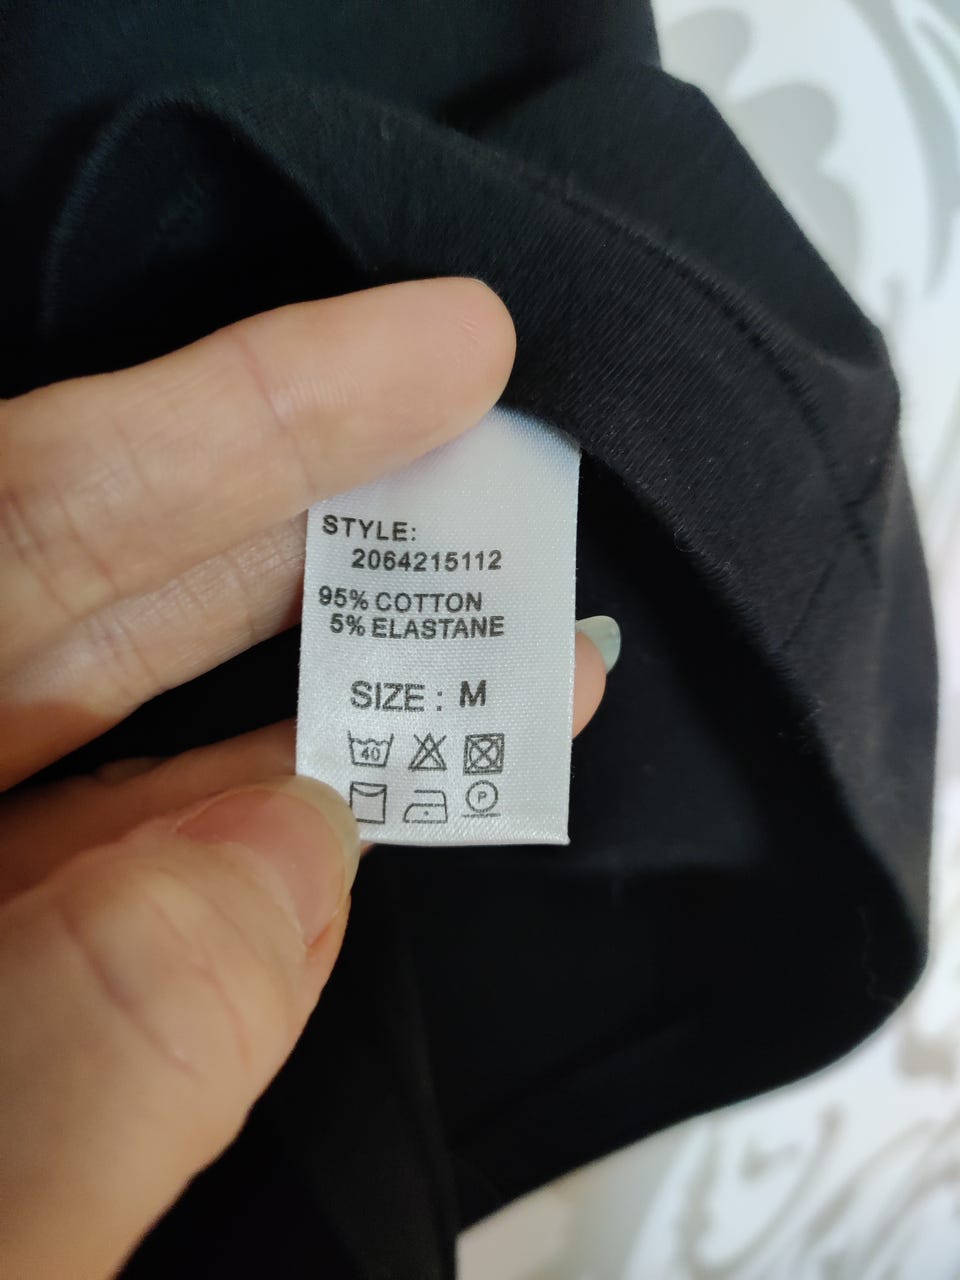 STYLE:
2064215112
95% COTTON
5% ELASTANE
SIZE : M
40
P